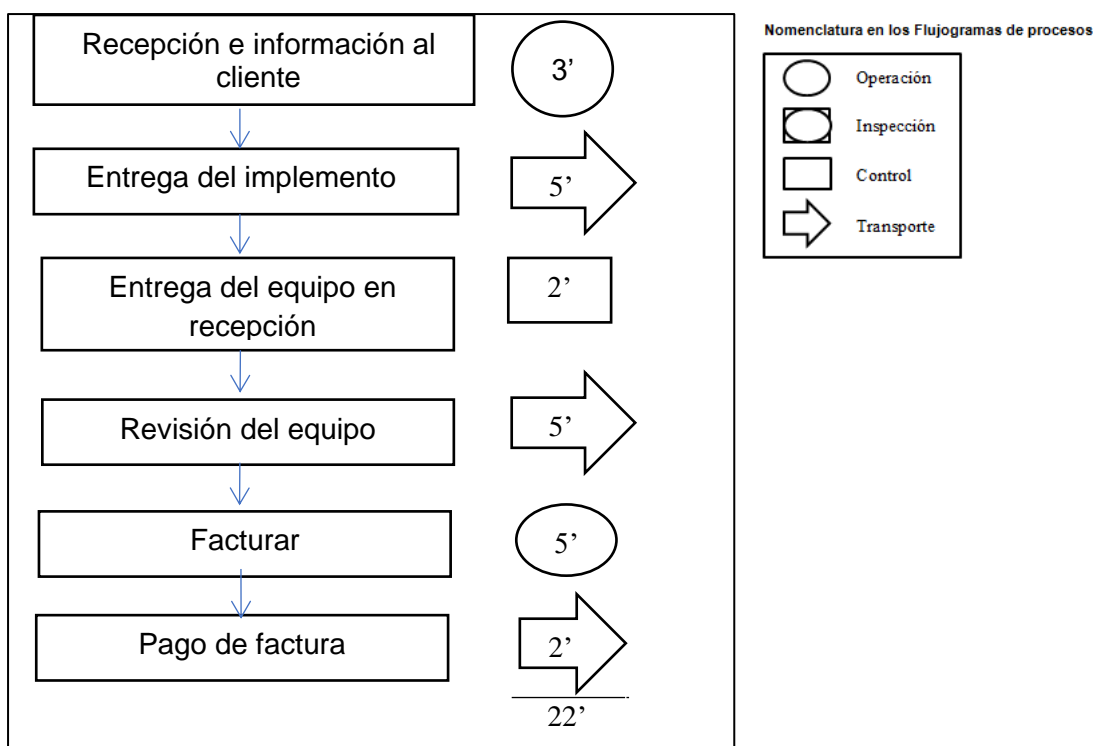 Recepción e información al
cliente
3’
Entrega del implemento
5’
Entrega del equipo en
recepción
2’
Revisión del equipo
5’
Facturar
5’
Pago de factura
2’
22’
Nomenclatura en los Flujogramas de procesos
Operación
Inspección
Control
Transporte